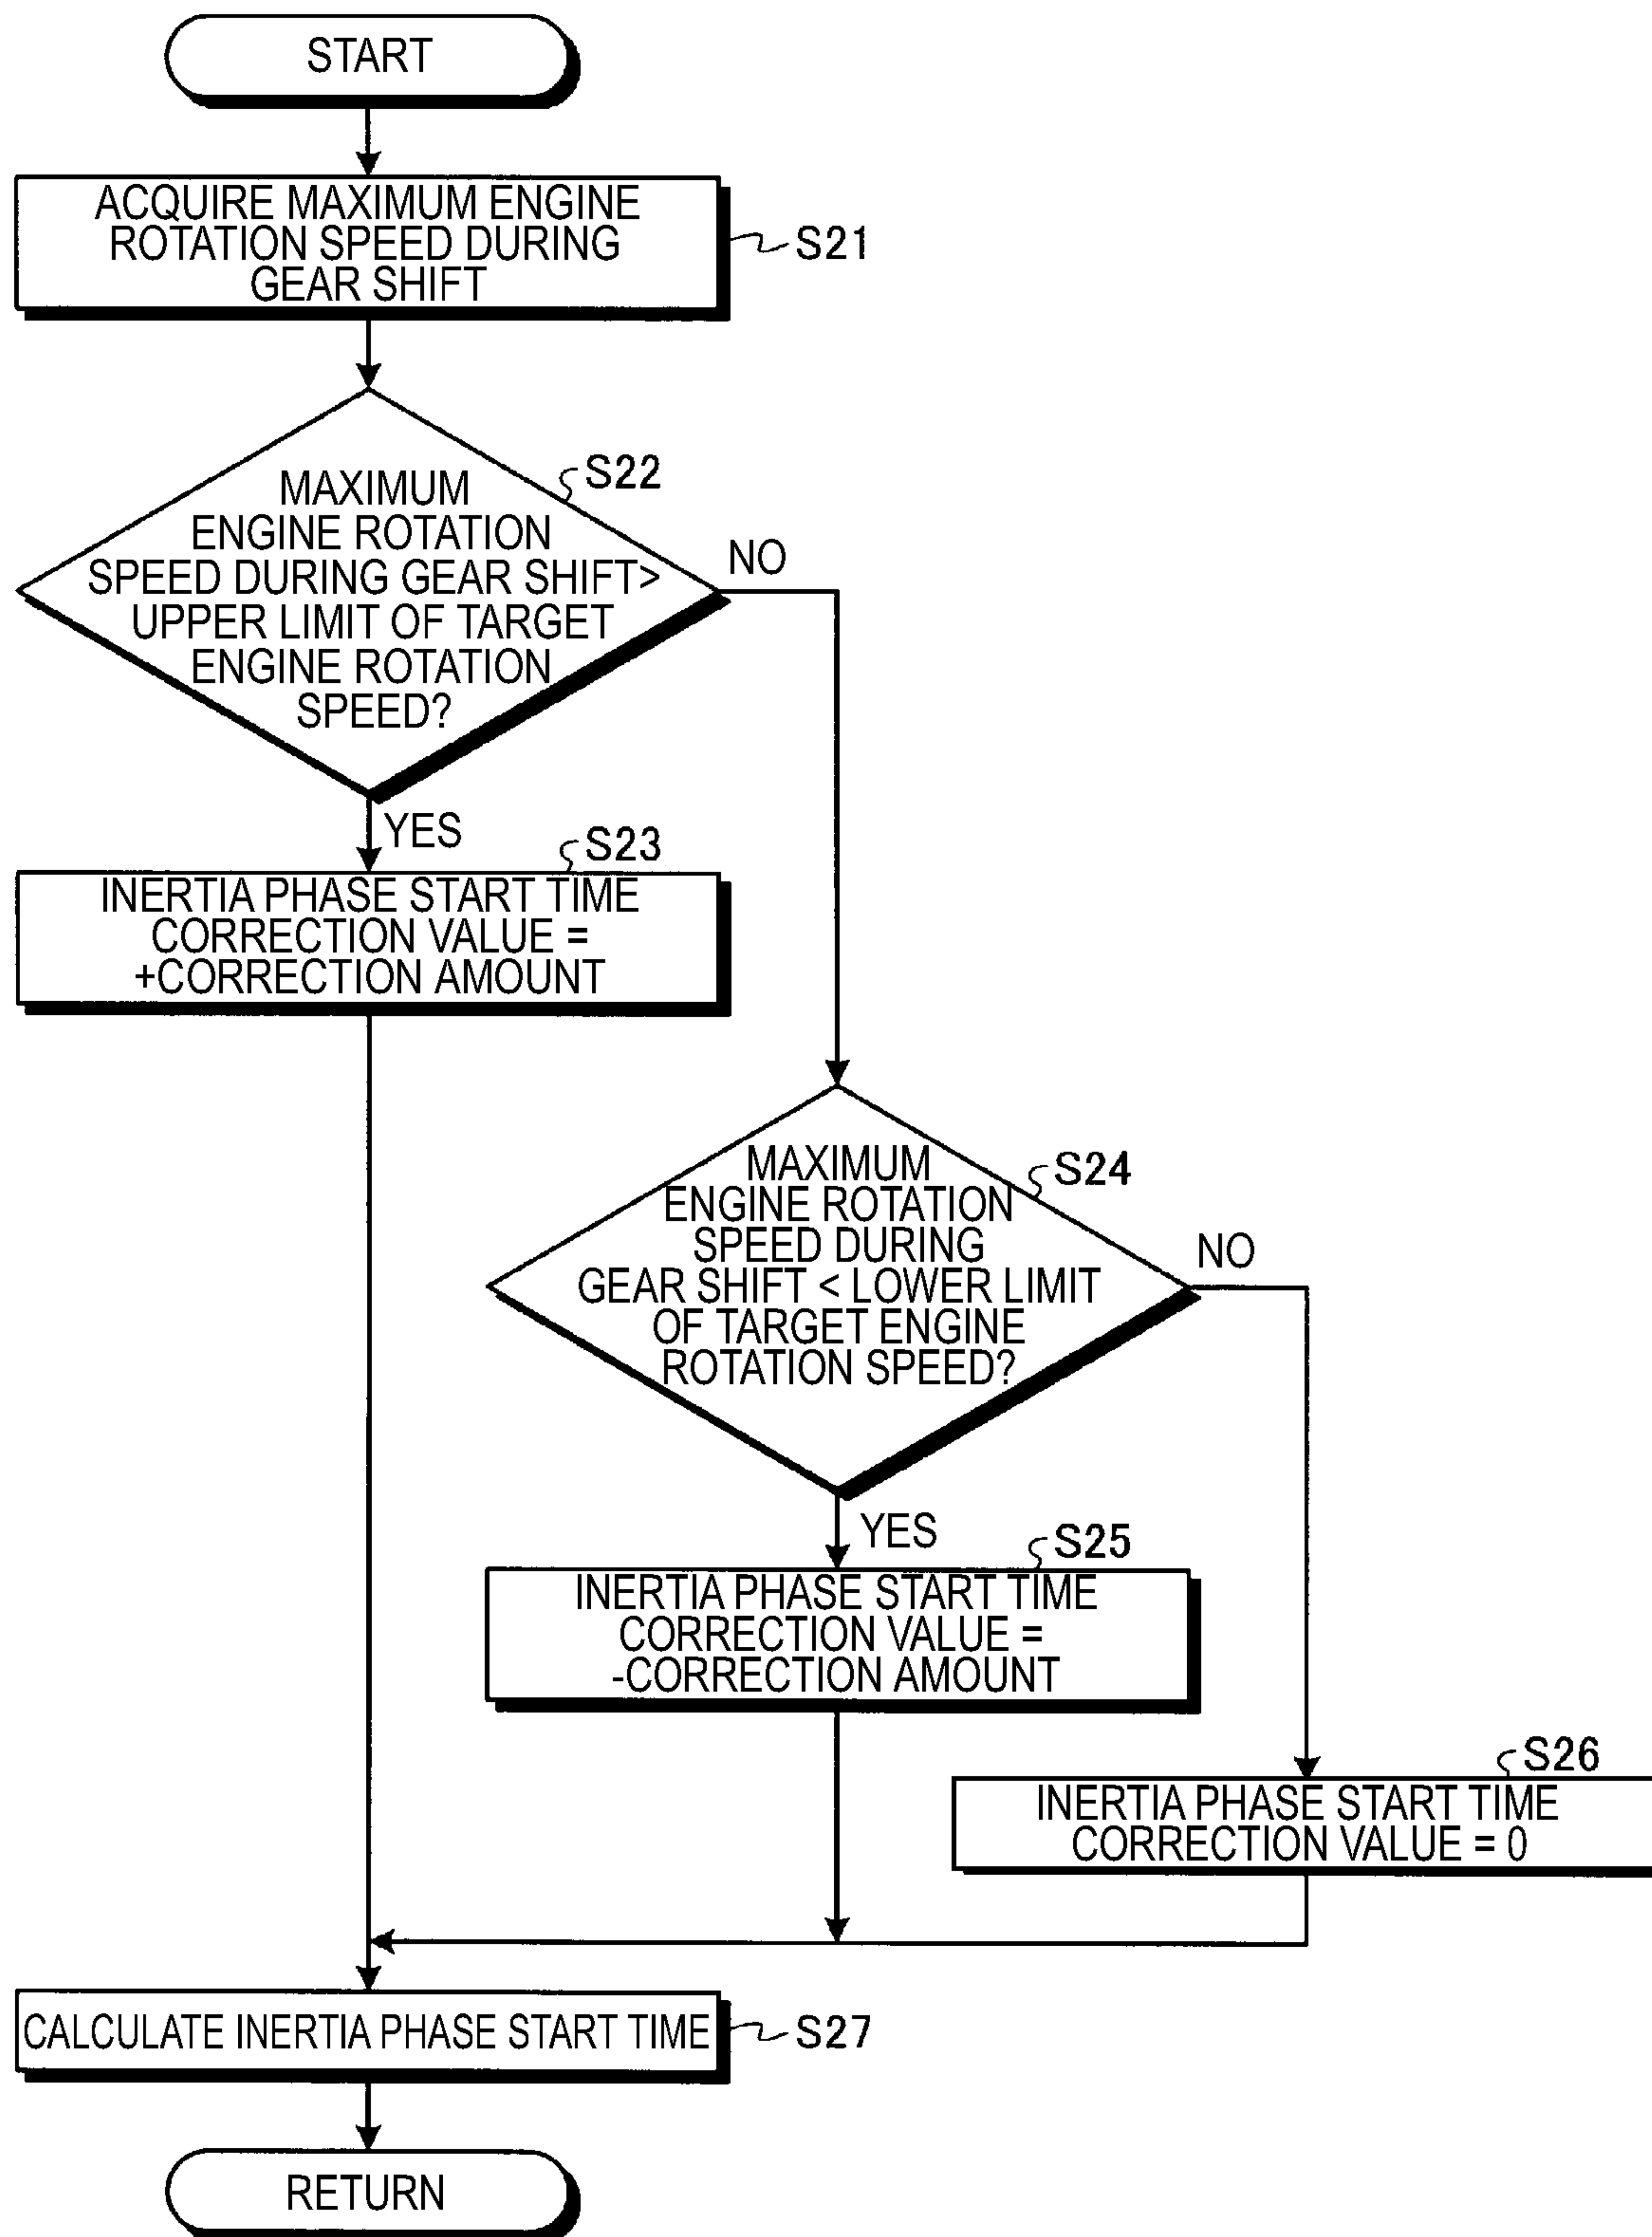 START
ACQUIRE MAXIMUM ENGINE
ROTATION SPEED DURING
GEAR SHIFT
S21
S22
MAXIMUM
ENGINE ROTATION
SPEED DURING GEAR SHIFT>
UPPER LIMIT OF TARGET
ENGINE ROTATION
SPEED?
NO
YES
S23
INERTIA PHASE START TIME
CORRECTION VALUE =
+CORRECTION AMOUNT
S24
MAXIMUM
ENGINE ROTATION
SPEED DURING
GEAR SHIFT < LOWER LIMIT
OF TARGET ENGINE
ROTATION SPEED?
NO
YES
S25
INERTIA PHASE START TIME
CORRECTION VALUE =
-CORRECTION AMOUNT
S26
INERTIA PHASE START TIME
CORRECTION VALUE = 0
CALCULATE INERTIA PHASE START TIME
S27
RETURN